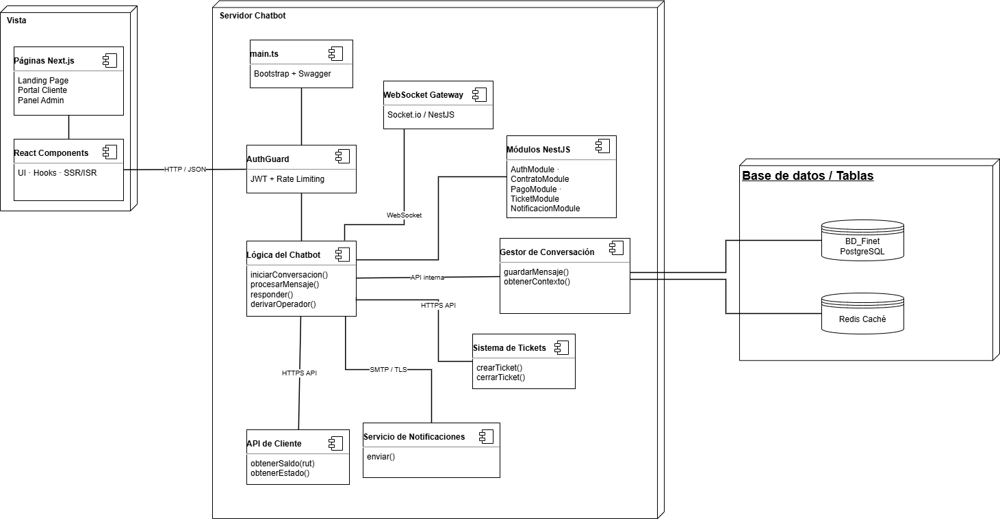 Vista
Páginas Next.js
Landing Page
Portal Cliente
Panel Admin
React Components
UI · Hooks · SSR/ISR
HTTP / JSON
Servidor Chatbot
main.ts
Bootstrap + Swagger
WebSocket Gateway
Socket.io / NestJS
AuthGuard
JWT + Rate Limiting
WebSocket
Módulos NestJS
AuthModule ·
ContratoModule
PagoModule ·
TicketModule
NotificacionModule
Lógica del Chatbot
iniciarConversacion()
procesarMensaje()
responder()
derivarOperador()
API interna
Gestor de Conversación
guardarMensaje()
obtenerContexto()
HTTPS API
Sistema de Tickets
crearTicket()
cerrarTicket()
HTTPS API
SMTP / TLS
API de Cliente
obtenerSaldo(rut)
obtenerEstado()
Servicio de Notificaciones
enviar()
Base de datos / Tablas
BD_Finet
PostgreSQL
Redis Caché